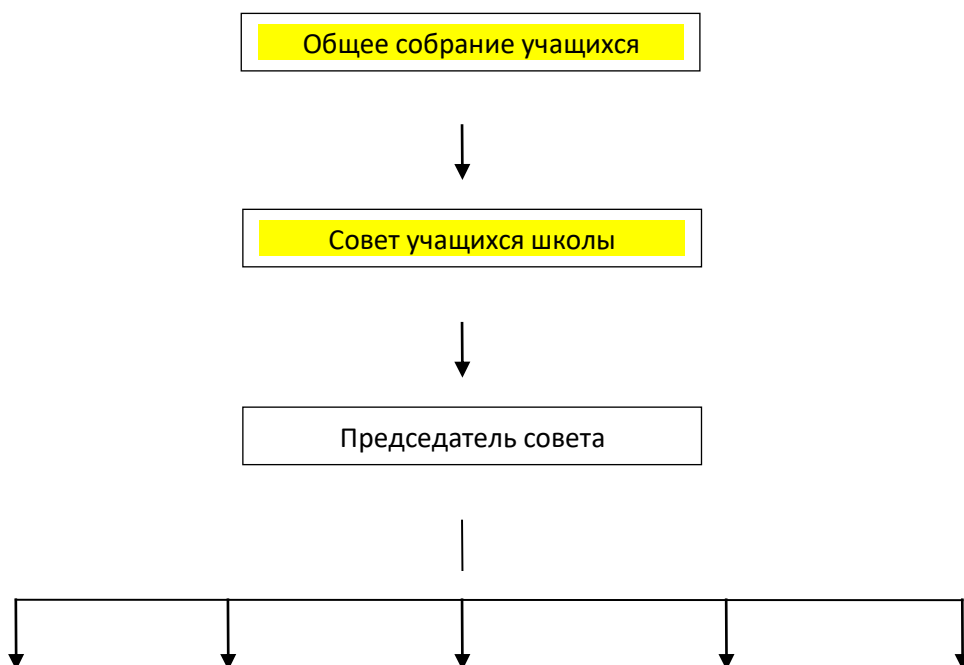 Общее собрание учащихся
Совет учащихся школы
Председатель совета